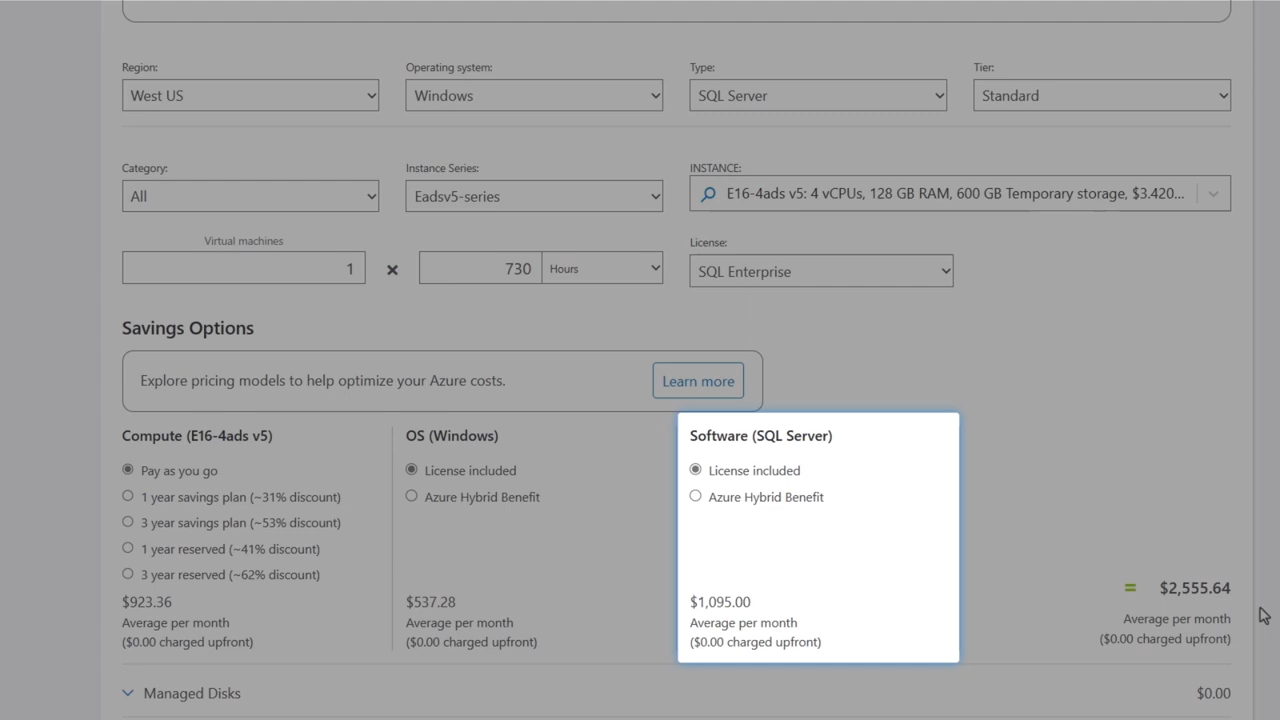 Region: Operating system: Type: Tier:
West US Windows SQL Server Standard
Category: Instance Series: INSTANCE:
All Eadsv5-series E16-4ads v5: 4 vCPUs, 128 GB RAM, 600 GB Temporary storage, $3.420...
Virtual machines License:
1 × 730 Hours SQL Enterprise
Savings Options
Explore pricing models to help optimize your Azure costs. Learn more
Compute (E16-4ads v5) OS (Windows) Software (SQL Server)
Pay as you go License included License included
1 year savings plan (~31% discount) Azure Hybrid Benefit Azure Hybrid Benefit
3 year savings plan (~53% discount)
1 year reserved (~41% discount)
3 year reserved (~62% discount)
= $2,555.64
$923.36 $537.28 $1,095.00
Average per month Average per month Average per month Average per month
($0.00 charged upfront) ($0.00 charged upfront) ($0.00 charged upfront) ($0.00 charged upfront)
Managed Disks $0.00